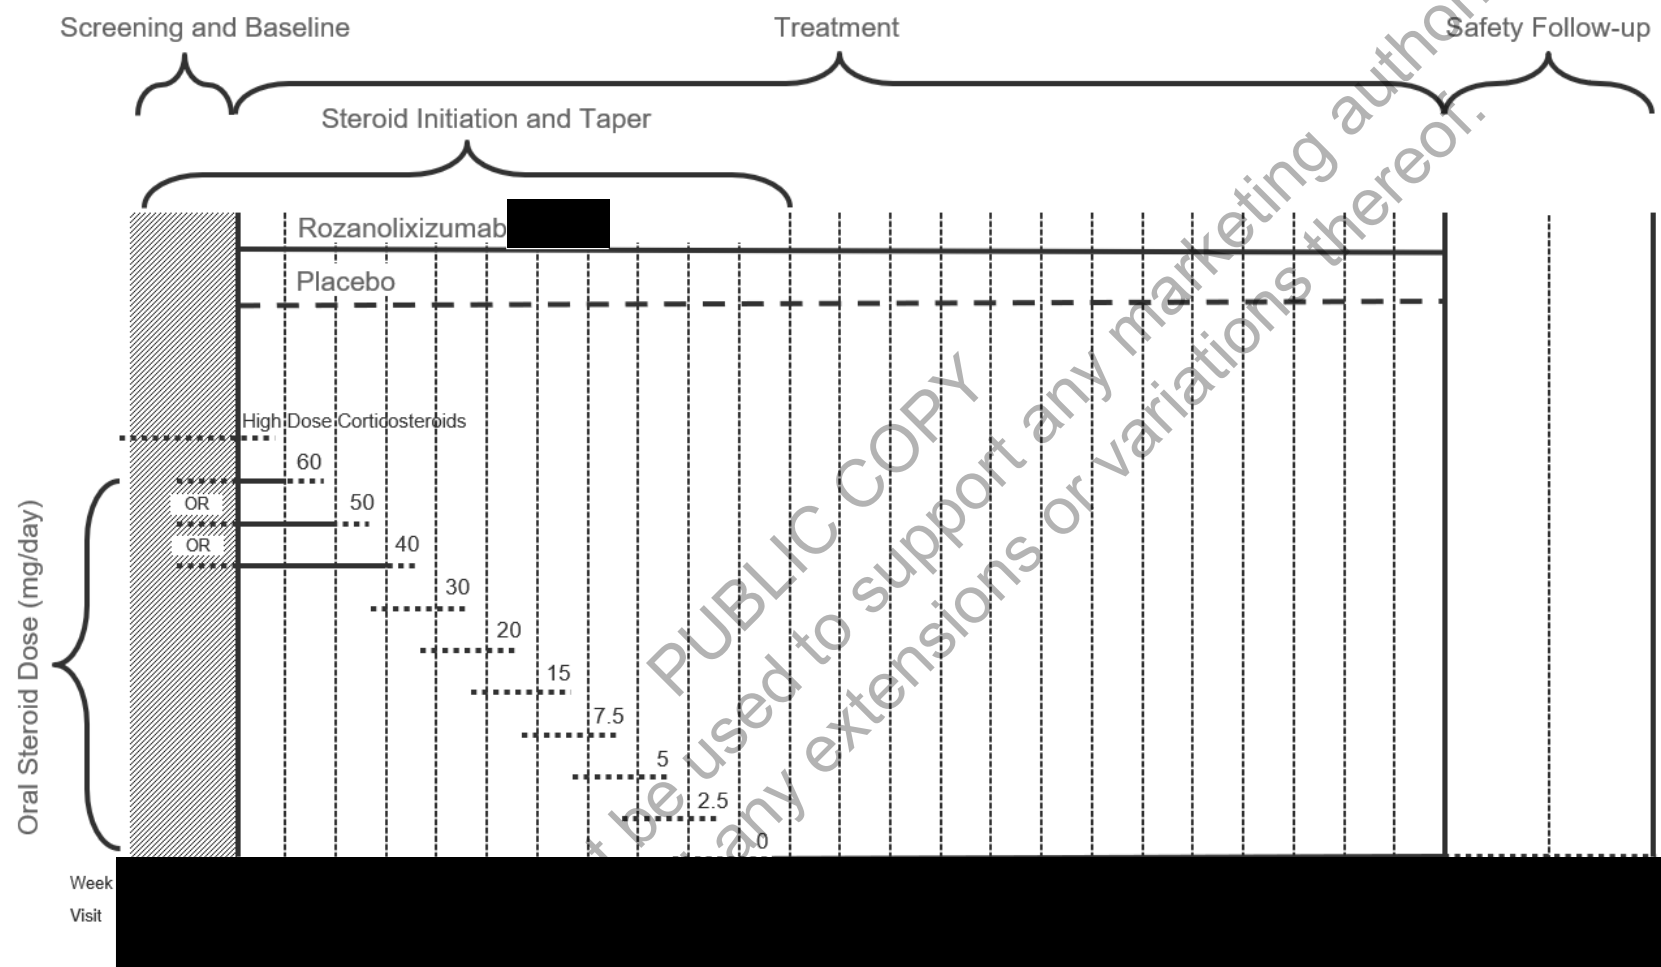 Screening and Baseline
Treatment
Safety Follow-up
Steroid Initiation and Taper
Rozanolixizumab
Placebo
High Dose Corticosteroids
60
OR
50
OR
40
30
20
15
7.5
5
2.5
0
Oral Steroid Dose (mg/day)
Week
Visit
PUBLIC COPY
be used to support any marketing
any extensions or variations thereof.